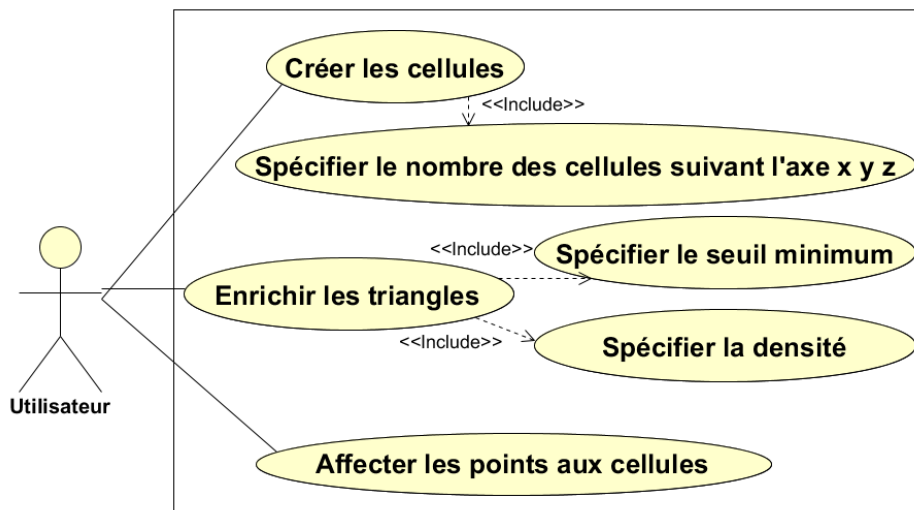 Créer les cellules
<<Include>>
Spécifier le nombre des cellules suivant l'axe x y z
<<Include>>
Spécifier le seuil minimum
Enrichir les triangles
<<Include>>
Spécifier la densité
Utilisateur
Affecter les points aux cellules